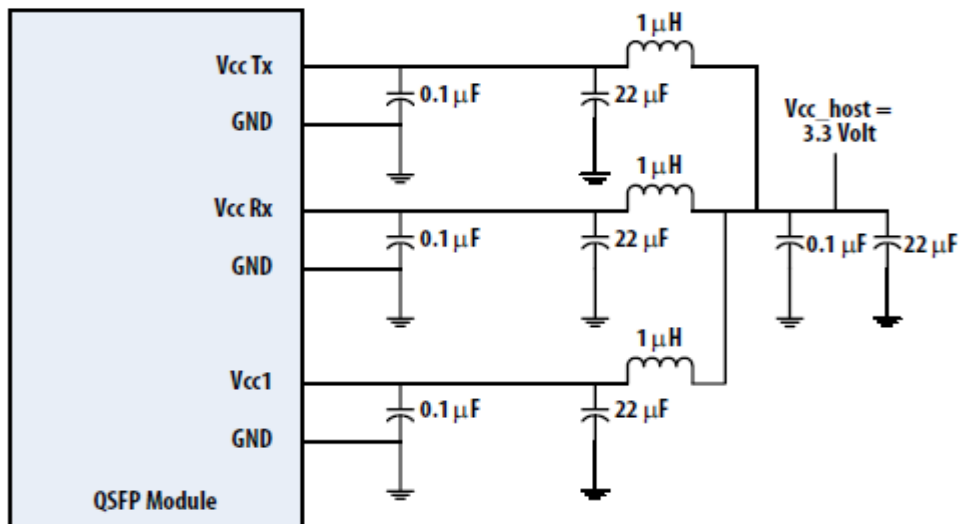 1 μH
Vcc Tx
0.1 μF
22 μF
GND
Vcc_host =
3.3 Volt
1 μH
Vcc Rx
0.1 μF
22 μF
0.1 μF
22 μF
GND
1 μH
Vcc1
0.1 μF
22 μF
GND
QSFP Module